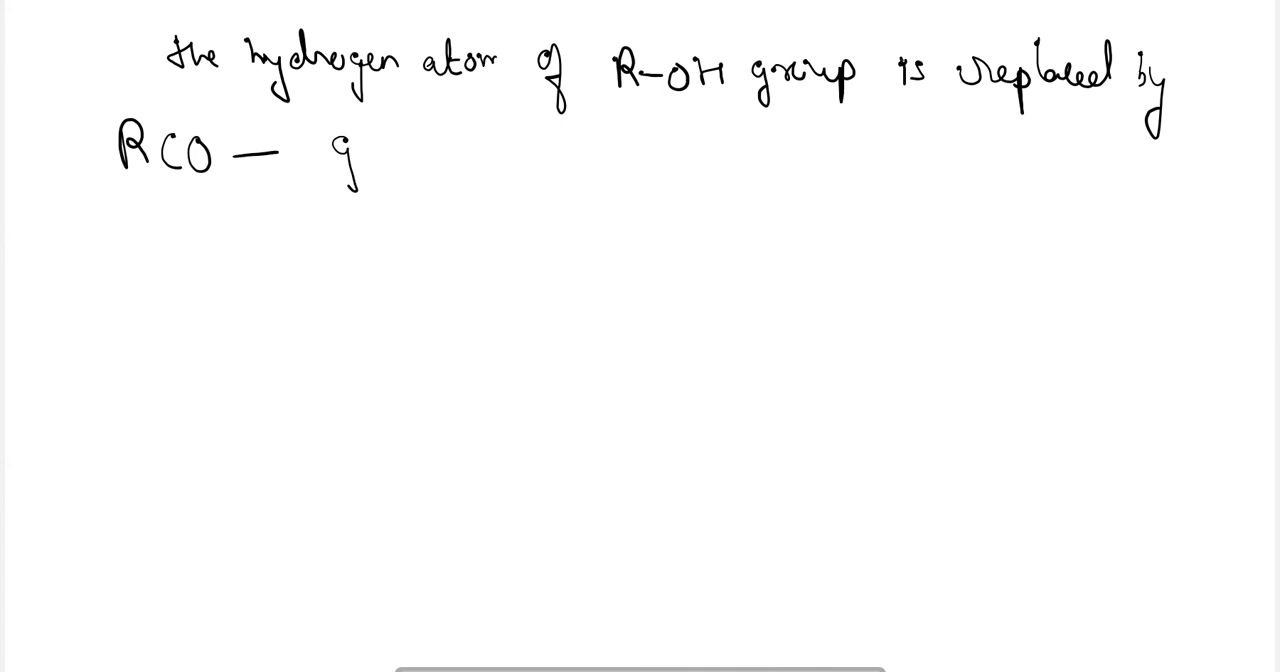 the hydrogen atom of R-OH group is replaced by
RCO — g